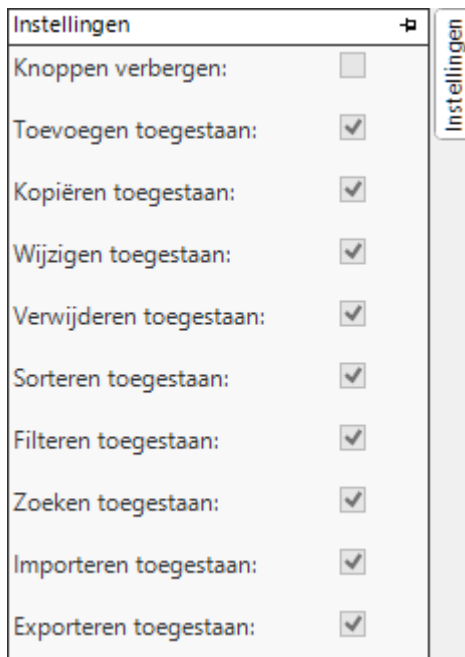 Instellingen
Instellingen
Knoppen verbergen:
Toevoegen toegestaan:
Kopiëren toegestaan:
Wijzigen toegestaan:
Verwijderen toegestaan:
Sorteren toegestaan:
Filteren toegestaan:
Zoeken toegestaan:
Importeren toegestaan:
Exporteren toegestaan: